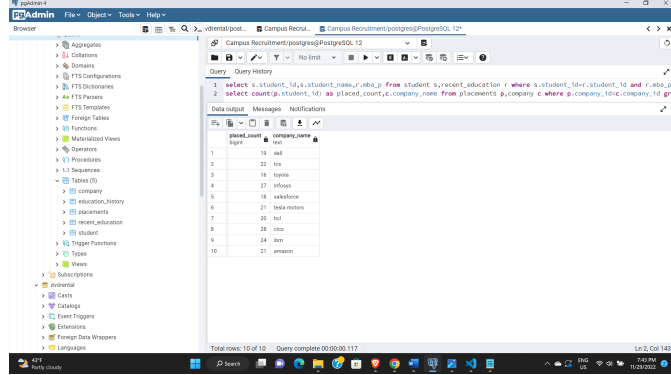 pgAdmin 4
pgAdmin File Object Tools Help
Browser
vdrental/post... Campus Recrui... Campus Recruitment/postgres@PostgreSQL 12*
Aggregates
Collations
Domains
FTS Configurations
FTS Dictionaries
FTS Parsers
FTS Templates
Foreign Tables
Functions
Materialized Views
Operators
Procedures
1..3 Sequences
Tables (5)
company
education_history
placements
recent_education
student
Trigger Functions
Types
Views
Subscriptions
dvdrental
Casts
Catalogs
Event Triggers
Extensions
Foreign Data Wrappers
Languages
Campus Recruitment/postgres@PostgreSQL 12
No limit
Query Query History
1 select s.student_id,s.student_name,r.mba_p from student s,recent_education r where s.student_id=r.student_id and r.mba_p
2 select count(p.student_id) as placed_count,c.company_name from placements p,company c where p.company_id=c.company_id gr
Data output Messages Notifications
placed_count company_name
bigint text
1 19 dell
2 22 tcs
3 16 toyota
4 27 infosys
5 18 salesforce
6 21 tesla motors
7 20 hcl
8 28 cico
9 24 ibm
10 21 amazon
Total rows: 10 of 10 Query complete 00:00:00.117 Ln 2, Col 143
43°F
Partly cloudy
Search
ENG
US
7:43 PM
11/29/2022